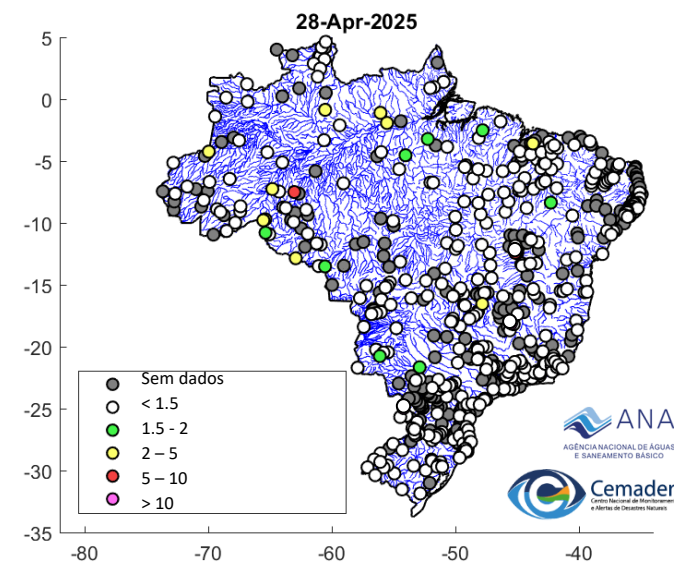 28-Apr-2025
5
0
-5
-10
-15
-20
-25
-30
-35
-80
-70
-60
-50
-40
Sem dados
< 1.5
1.5 - 2
2 – 5
5 – 10
> 10
ANA
AGÊNCIA NACIONAL DE ÁGUAS
E SANEAMENTO BÁSICO
Cemaden
Centro Nacional de Monitoramen
e Alertas de Desastres Naturais